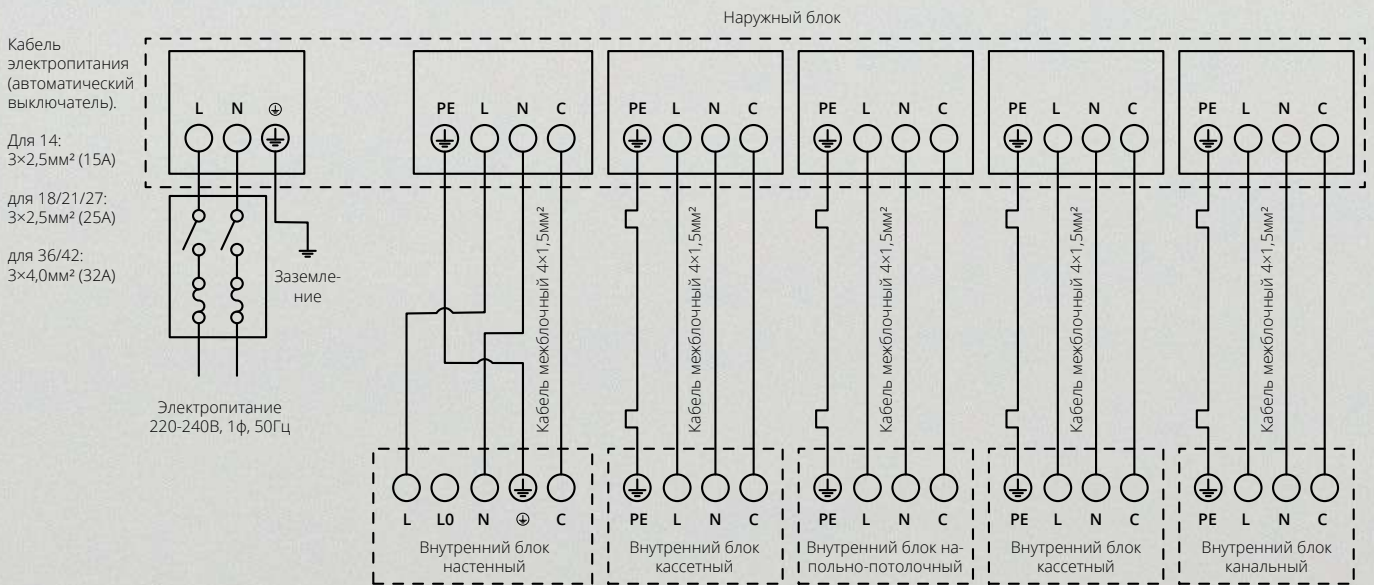 Наружный блок
Кабель
электропитания
(автоматический
выключатель).
Для 14:
3×2,5мм² (15А)
для 18/21/27:
3×2,5мм² (25А)
для 36/42:
3×4,0мм² (32А)
L N ⏚
PE L N C
PE L N C
PE L N C
PE L N C
PE L N C
Заземле-
ние
Электропитание
220-240В, 1ф, 50Гц
Кабель межблочный 4×1,5мм²
Кабель межблочный 4×1,5мм²
Кабель межблочный 4×1,5мм²
Кабель межблочный 4×1,5мм²
Кабель межблочный 4×1,5мм²
L L0 N ⏚ C
Внутренний блок
настенный
PE L N C
Внутренний блок
кассетный
PE L N C
Внутренний блок на-
польно-потолочный
PE L N C
Внутренний блок
кассетный
PE L N C
Внутренний блок
канальный